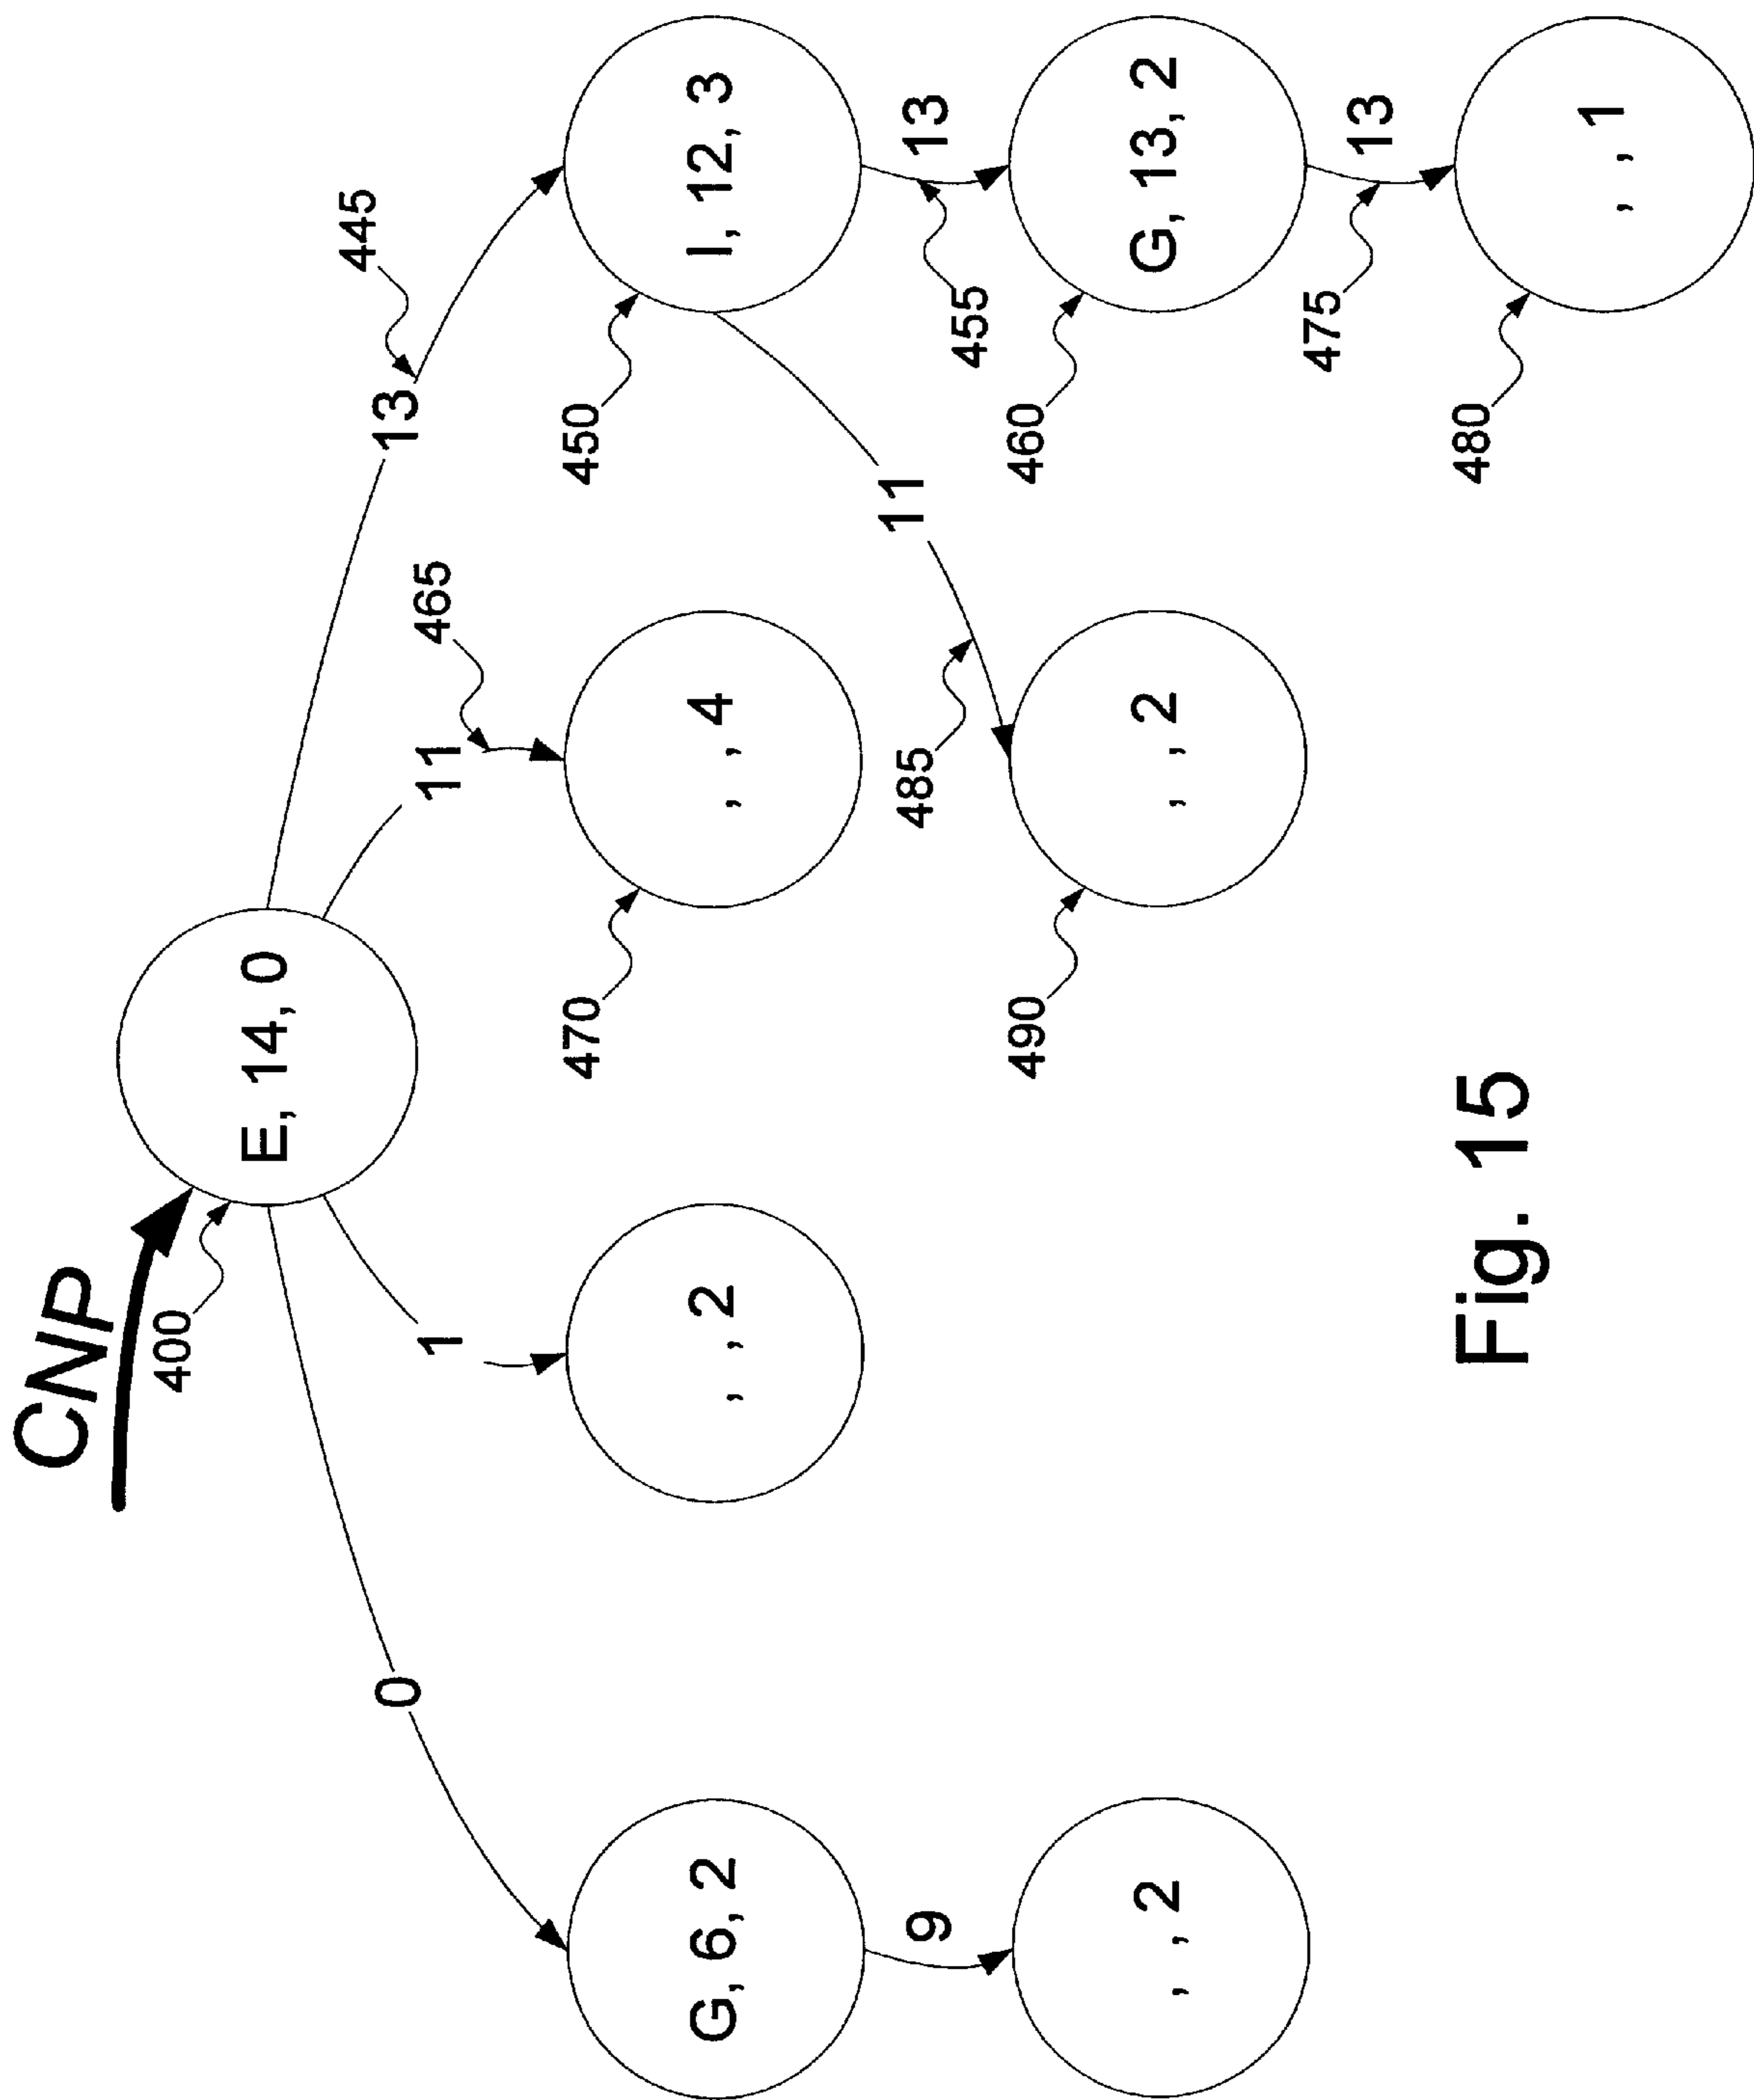 CNP
400
E, 14, 0
0
1
11
465
13
445
G, 6, 2
, , 2
470
, , 4
450
I, 12, 3
9
485
11
455
13
, , 2
490
, , 2
460
G, 13, 2
475
13
480
, , 1
Fig. 15